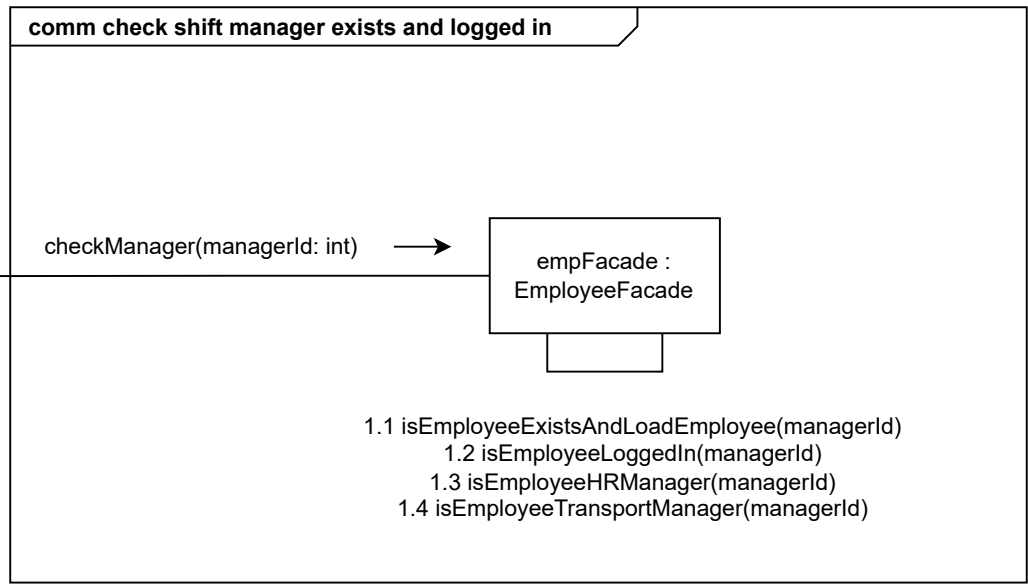 comm check shift manager exists and logged in
checkManager(managerId: int)
empFacade :
EmployeeFacade
1.1 isEmployeeExistsAndLoadEmployee(managerId)
1.2 isEmployeeLoggedIn(managerId)
1.3 isEmployeeHRManager(managerId)
1.4 isEmployeeTransportManager(managerId)